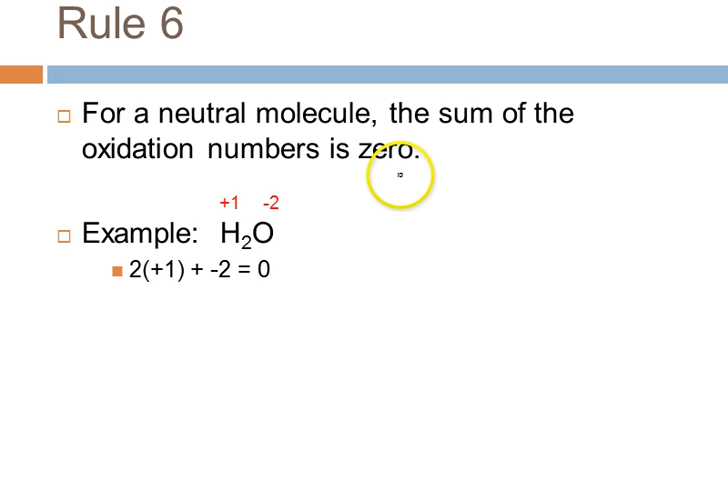 Rule 6
For a neutral molecule, the sum of the
oxidation numbers is zero.
+1 -2
Example: H₂O
2(+1) + -2 = 0